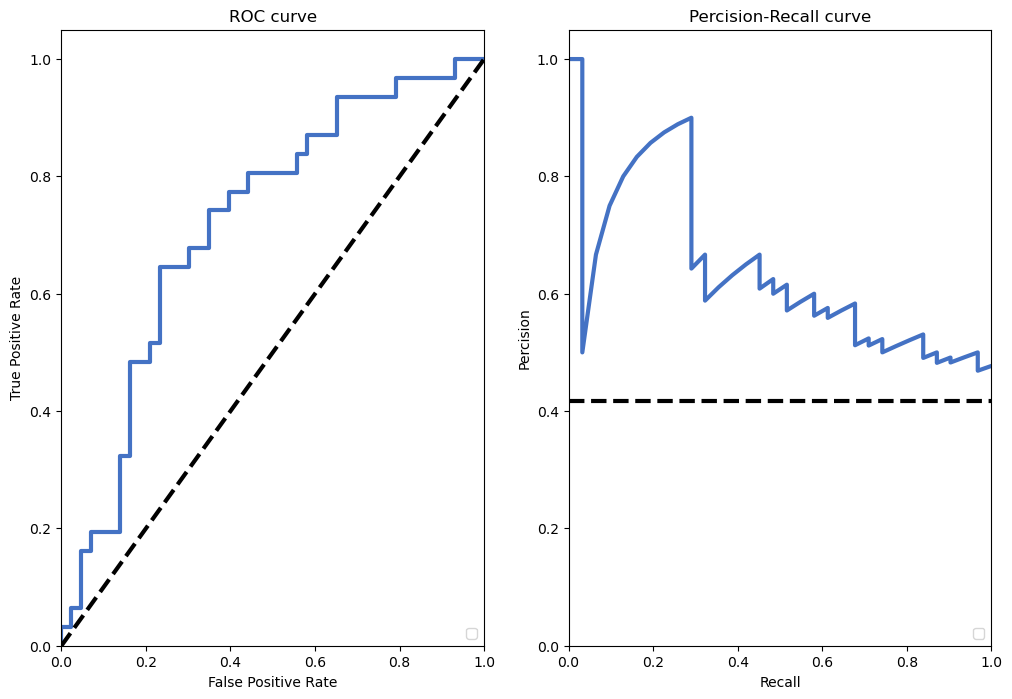 ROC curve
True Positive Rate
1.0
0.8
0.6
0.4
0.2
0.0
0.0 0.2 0.4 0.6 0.8 1.0
False Positive Rate
Percision-Recall curve
Percision
1.0
0.8
0.6
0.4
0.2
0.0
0.0 0.2 0.4 0.6 0.8 1.0
Recall